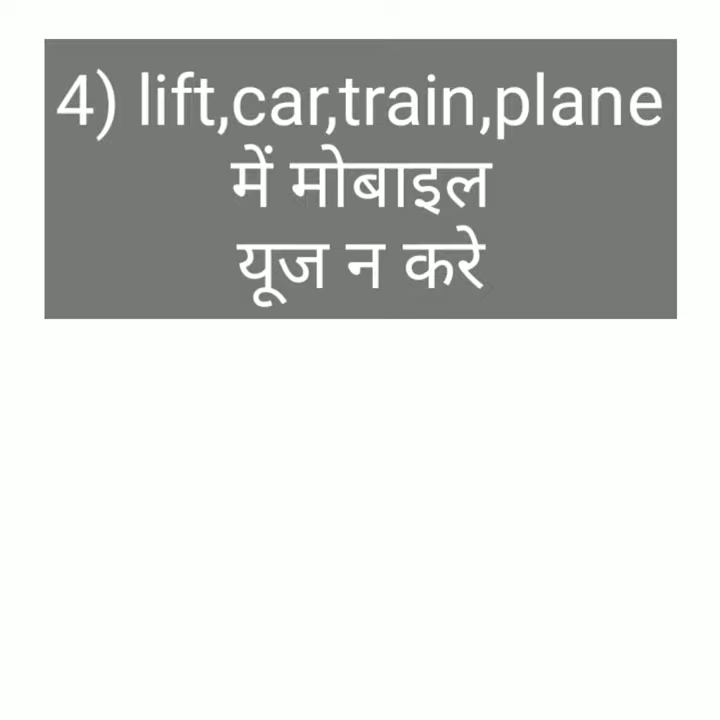 4) lift,car,train,plane
में मोबाइल
यूज न करे